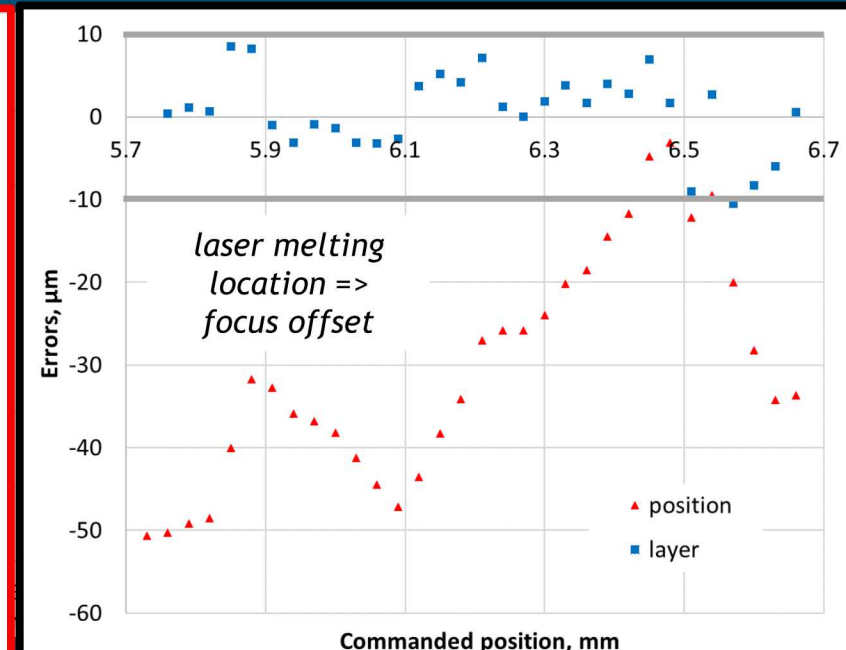 10
0
5.7 5.9 6.1 6.3 6.5 6.7
-10
laser melting
location =>
focus offset
-20
Errors, µm
-30
-40
position
-50
layer
-60
Commanded position, mm